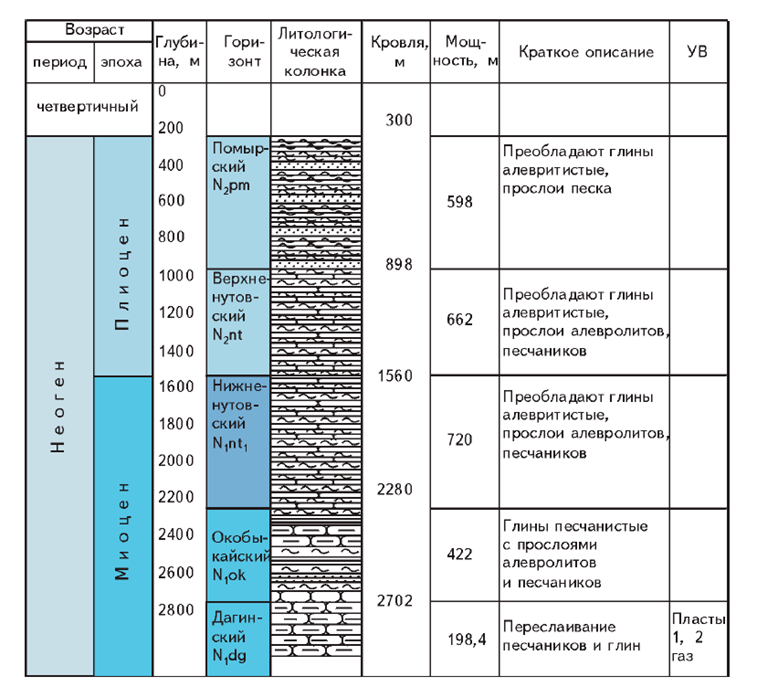 Возраст
период
эпоха
Глуби-
на, м
Гори-
зонт
Литологи-
ческая
колонка
Кровля,
м
Мощ-
ность, м
Краткое описание
УВ
четвертичный
0
200
400
600
800
1000
1200
1400
1600
1800
2000
2200
2400
2600
2800
Неоген
Плиоцен
Миоцен
Помыр-
ский
N₂pm
Верхне-
нутов-
ский
N₂nt
Нижне-
нутов-
ский
N₁nt₁
Окобы-
кайский
N₁ok
Дагин-
ский
N₁dg
300
898
1560
2280
2702
598
662
720
422
198,4
Преобладают глины
алевритистые,
прослои песка
Преобладают глины
алевритистые,
прослои алевролитов,
песчаников
Преобладают глины
алевритистые,
прослои алевролитов,
песчаников
Глины песчанистые
с прослоями
алевролитов
и песчаников
Переслаивание
песчаников и глин
Пласты
1, 2
газ